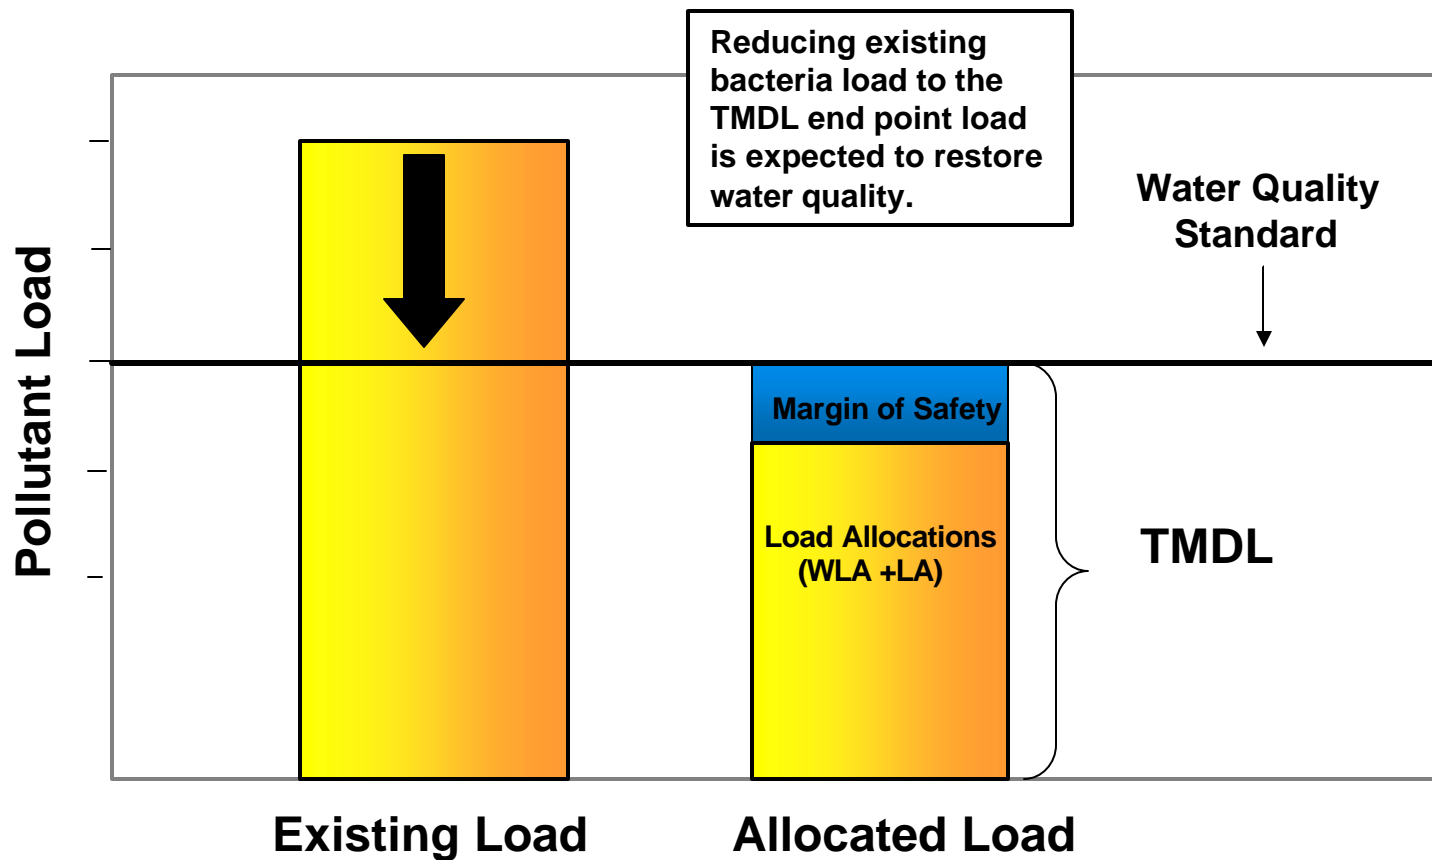 Reducing existing
bacteria load to the
TMDL end point load
is expected to restore
water quality.
Water Quality
Standard
Pollutant Load
Margin of Safety
Load Allocations
(WLA +LA)
TMDL
Existing Load
Allocated Load